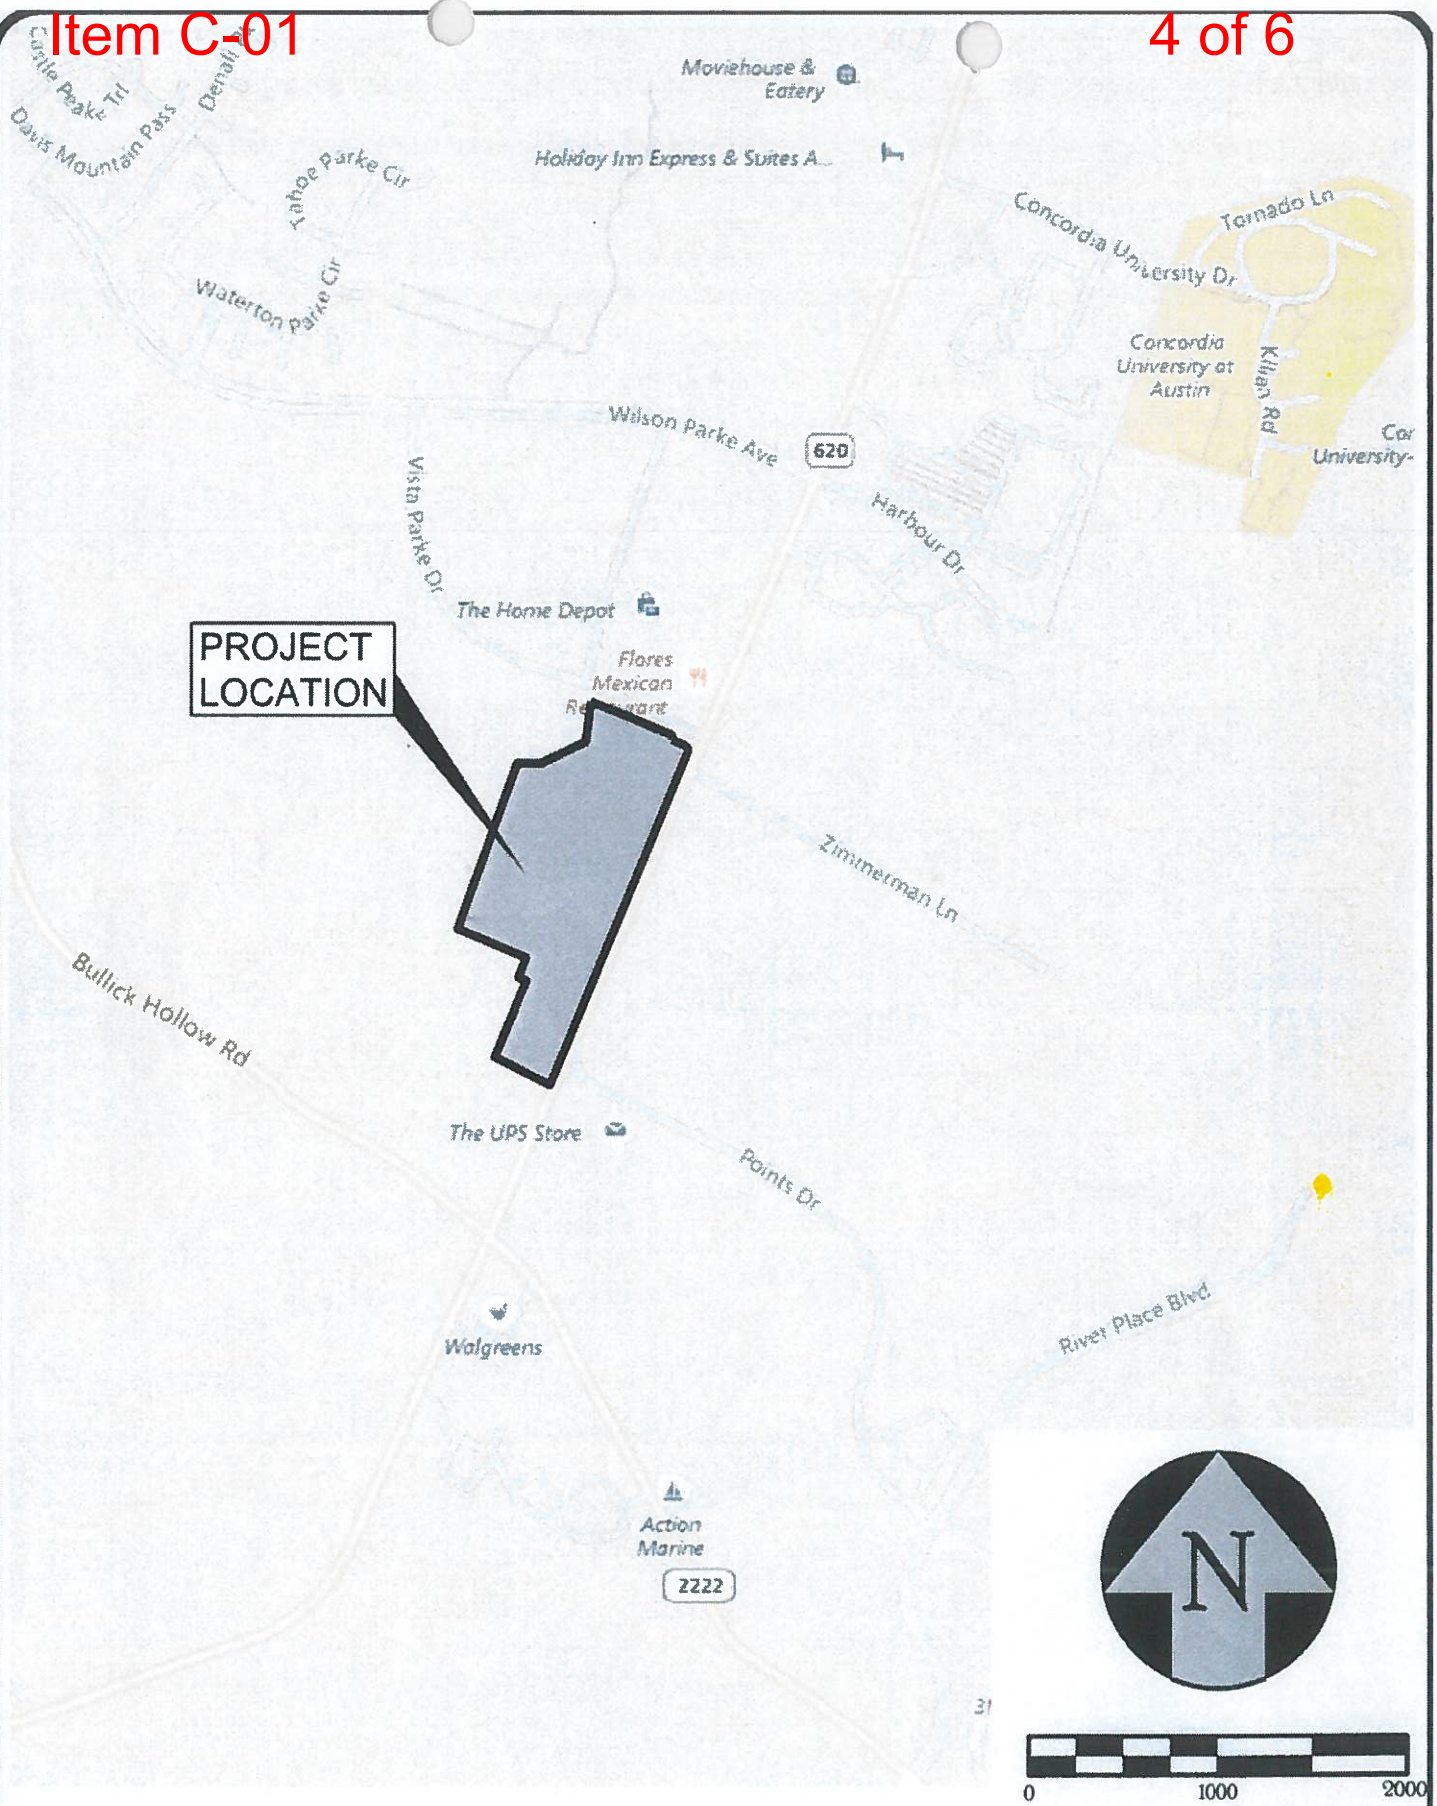 Item C-01
4 of 6
Castle Peake Trl
Denali
Davis Mountain Pass
Tahoe Parke Cir
Waterton Parke Cir
Moviehouse &
Eatery
Holiday Inn Express & Suites A...
Concordia University Dr
Tornado Ln
Concordia
University at
Austin
Kilian Rd
University-
Wilson Parke Ave
620
Harbour Dr
Vista Parke Dr
The Home Depot
PROJECT
LOCATION
Flores
Mexican
Zimmerman Ln
Bullick Hollow Rd
The UPS Store
Points Dr
River Place Blvd
Walgreens
Action
Marine
2222
N
0 1000 2000